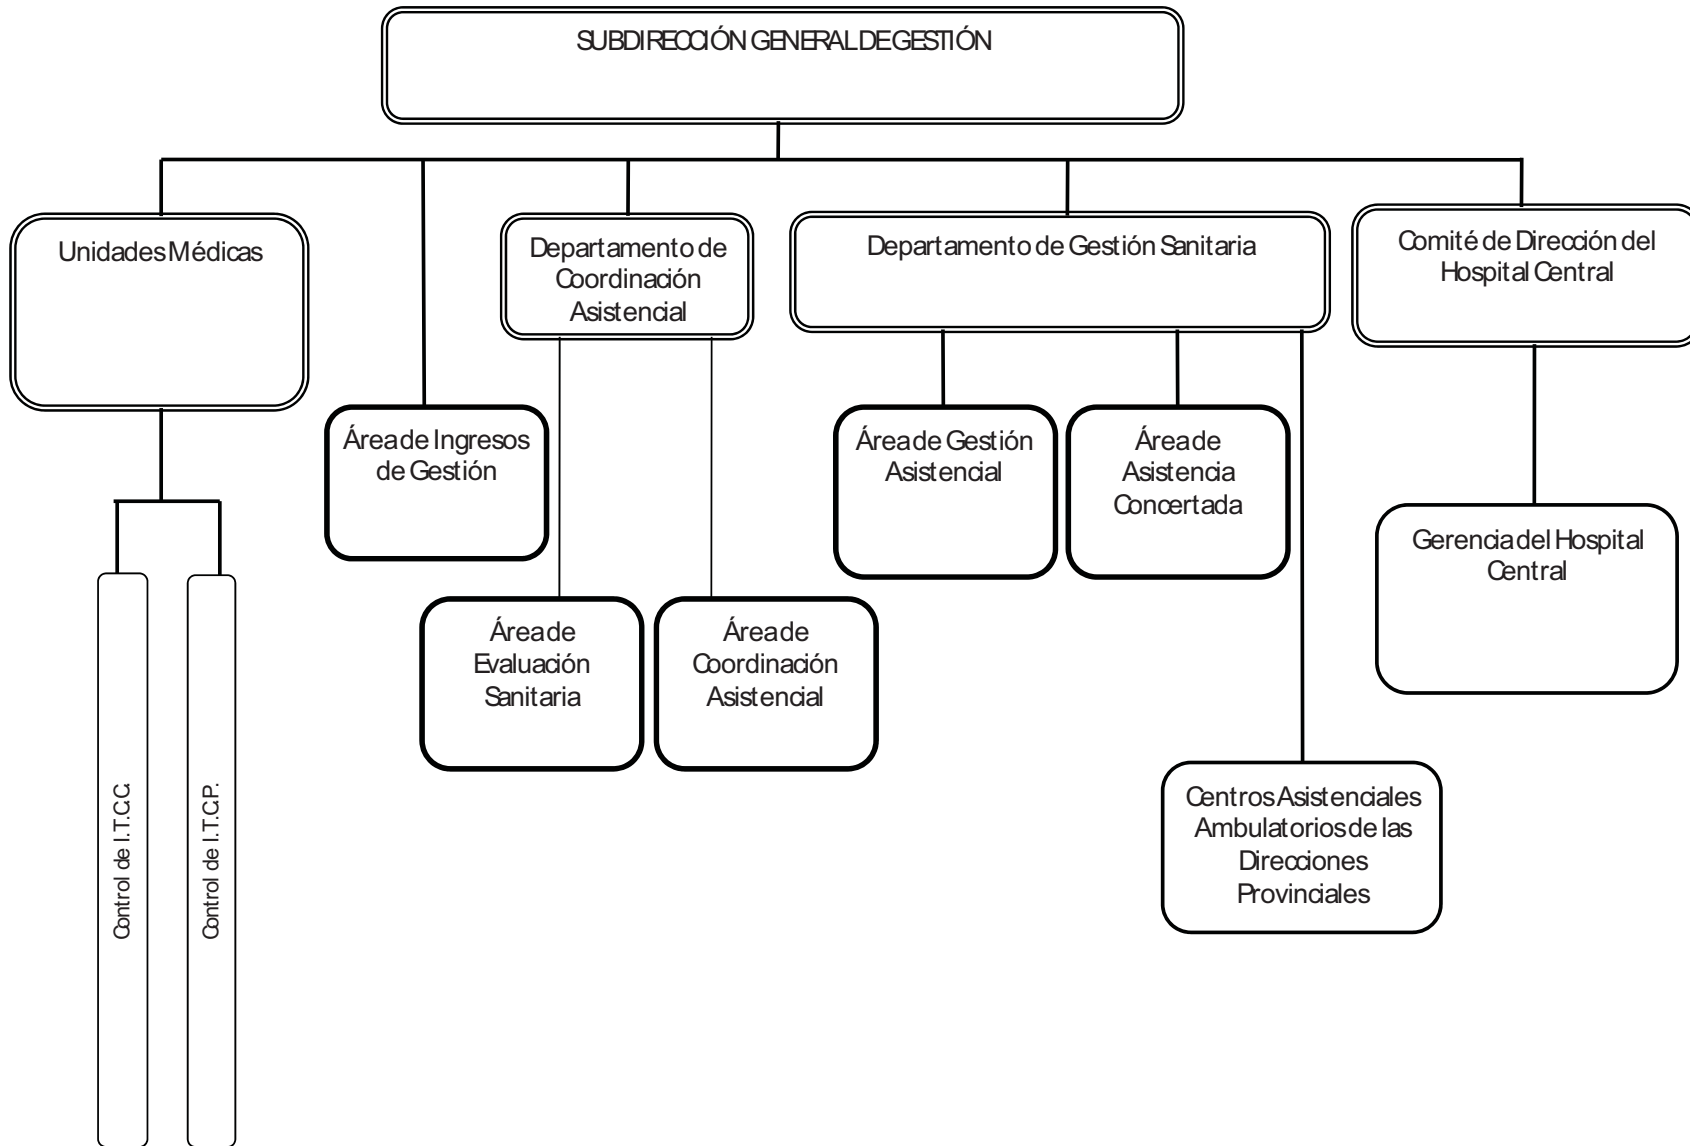 SUBDIRECCIÓN GENERAL DE GESTIÓN
Unidades Médicas
Departamento de
Coordinación
Asistencial
Departamento de Gestión Sanitaria
Comité de Dirección del
Hospital Central
Área de Ingresos
de Gestión
Área de Gestión
Asistencial
Área de
Asistencia
Concertada
Gerencia del Hospital
Central
Área de
Evaluación
Sanitaria
Área de
Coordinación
Asistencial
Control de I.T.C.C.
Control de I.T.C.P.
Centros Asistenciales
Ambulatorios de las
Direcciones
Provinciales